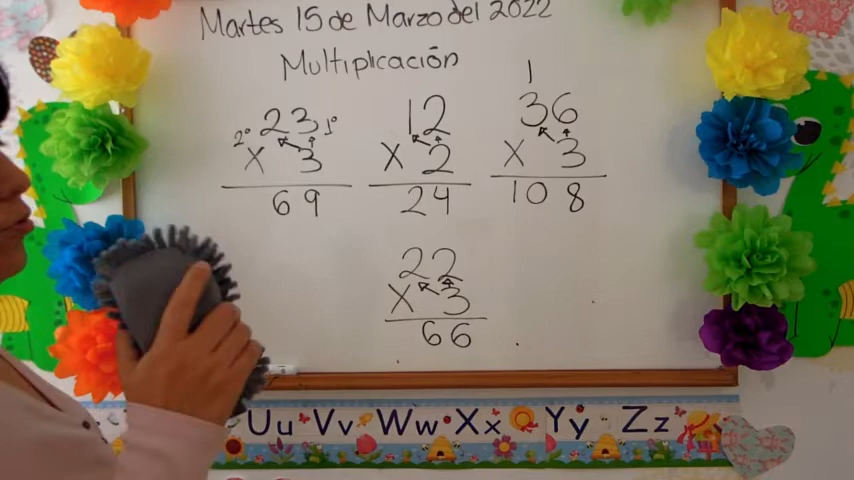 Martes 15 de Marzo del 2022
Multiplicación
1
2° 23 1° 12 36
X 3 X 2 X 3
69 24 108
22
X 3
66
Uu Vv Ww Xx Yy Zz